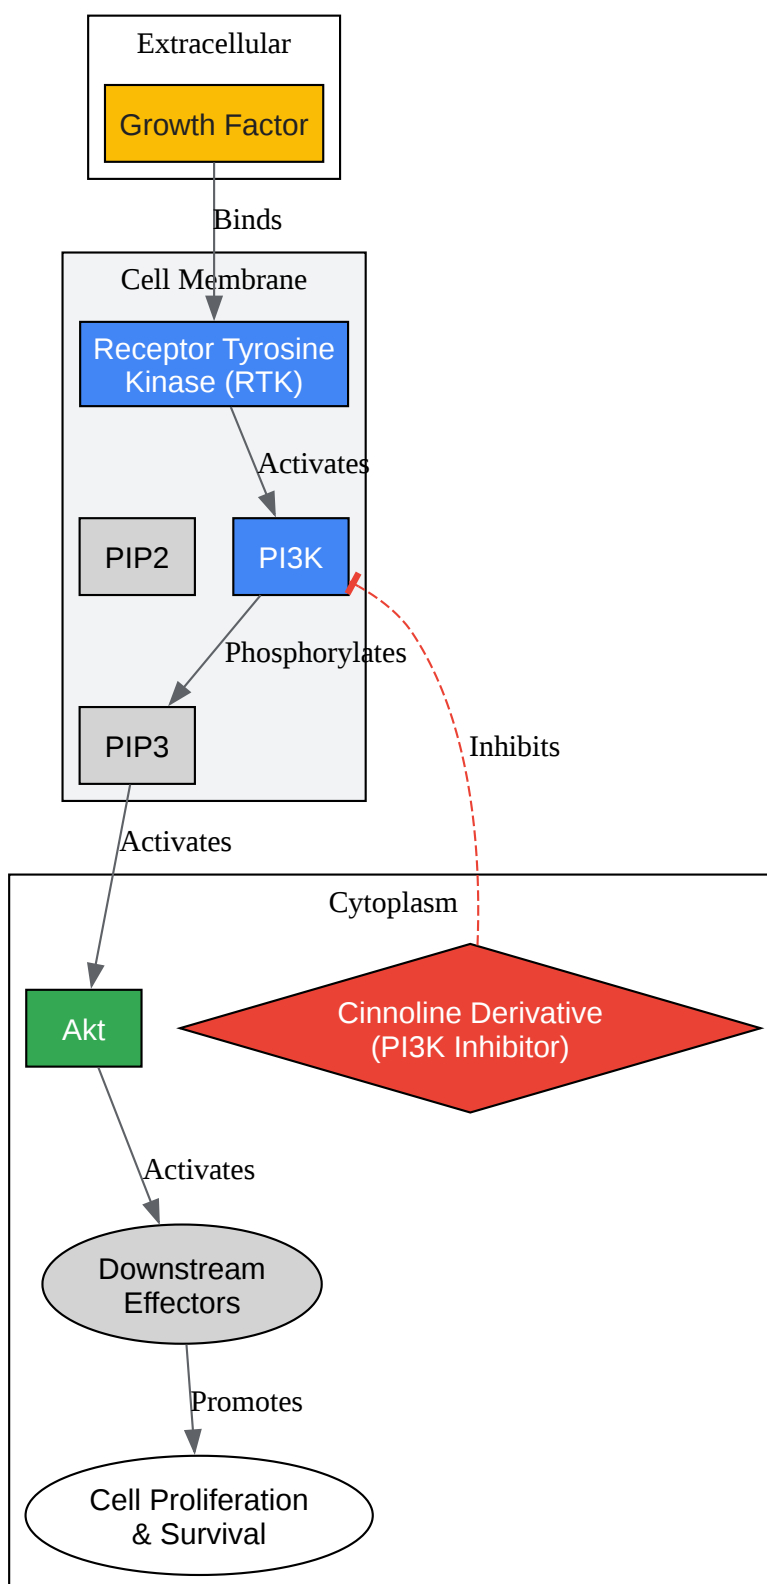 Extracellular
Growth Factor
Binds
Cell Membrane
Receptor Tyrosine
Kinase (RTK)
Activates
PIP2
PI3K
Phosphorylates
PIP3
Inhibits
Activates
Cytoplasm
Akt
Cinnoline Derivative
(PI3K Inhibitor)
Activates
Downstream
Effectors
Promotes
Cell Proliferation
& Survival